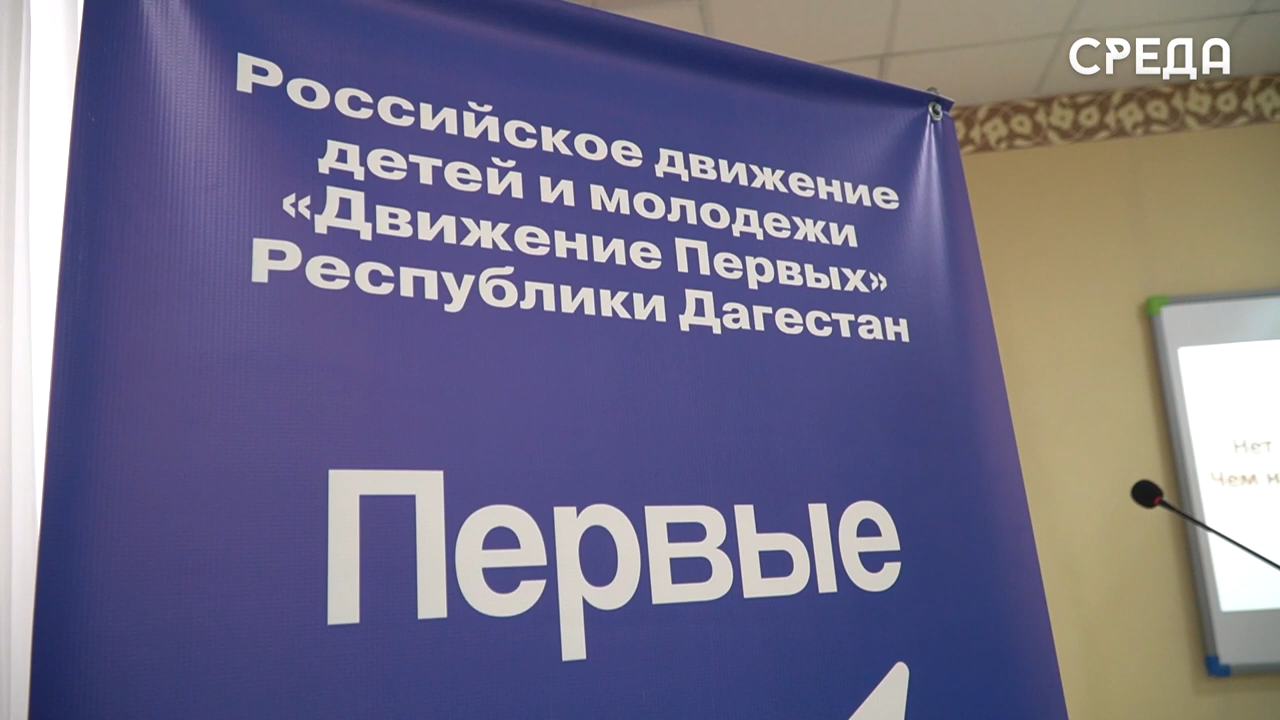 СРЕДА
Российское движение
детей и молодежи
«Движение Первых»
Республики Дагестан
Первые
Нет
Чем н